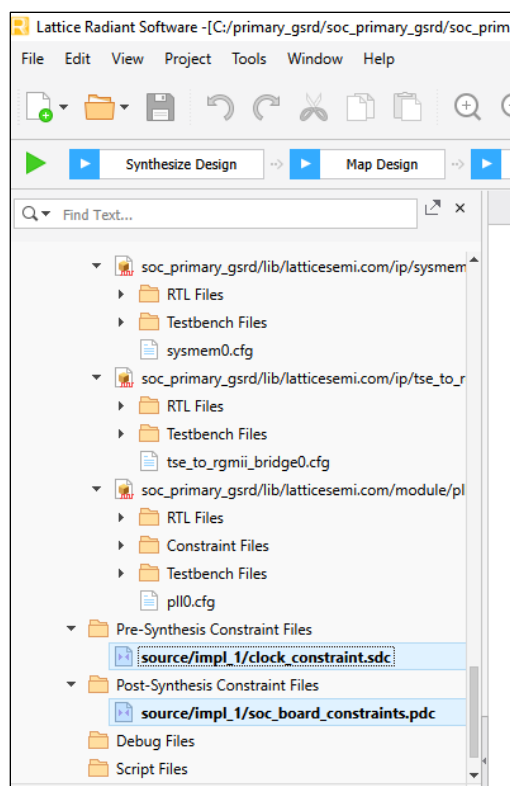 Lattice Radiant Software -[C:/primary_gsrd/soc_primary_gsrd/soc_prim
File Edit View Project Tools Window Help
Synthesize Design Map Design
Find Text...
soc_primary_gsrd/lib/latticesemi.com/ip/sysmem
RTL Files
Testbench Files
sysmem0.cfg
soc_primary_gsrd/lib/latticesemi.com/ip/tse_to_r
RTL Files
Testbench Files
tse_to_rgmii_bridge0.cfg
soc_primary_gsrd/lib/latticesemi.com/module/pll
RTL Files
Constraint Files
Testbench Files
pll0.cfg
Pre-Synthesis Constraint Files
source/impl_1/clock_constraint.sdc
Post-Synthesis Constraint Files
source/impl_1/soc_board_constraints.pdc
Debug Files
Script Files